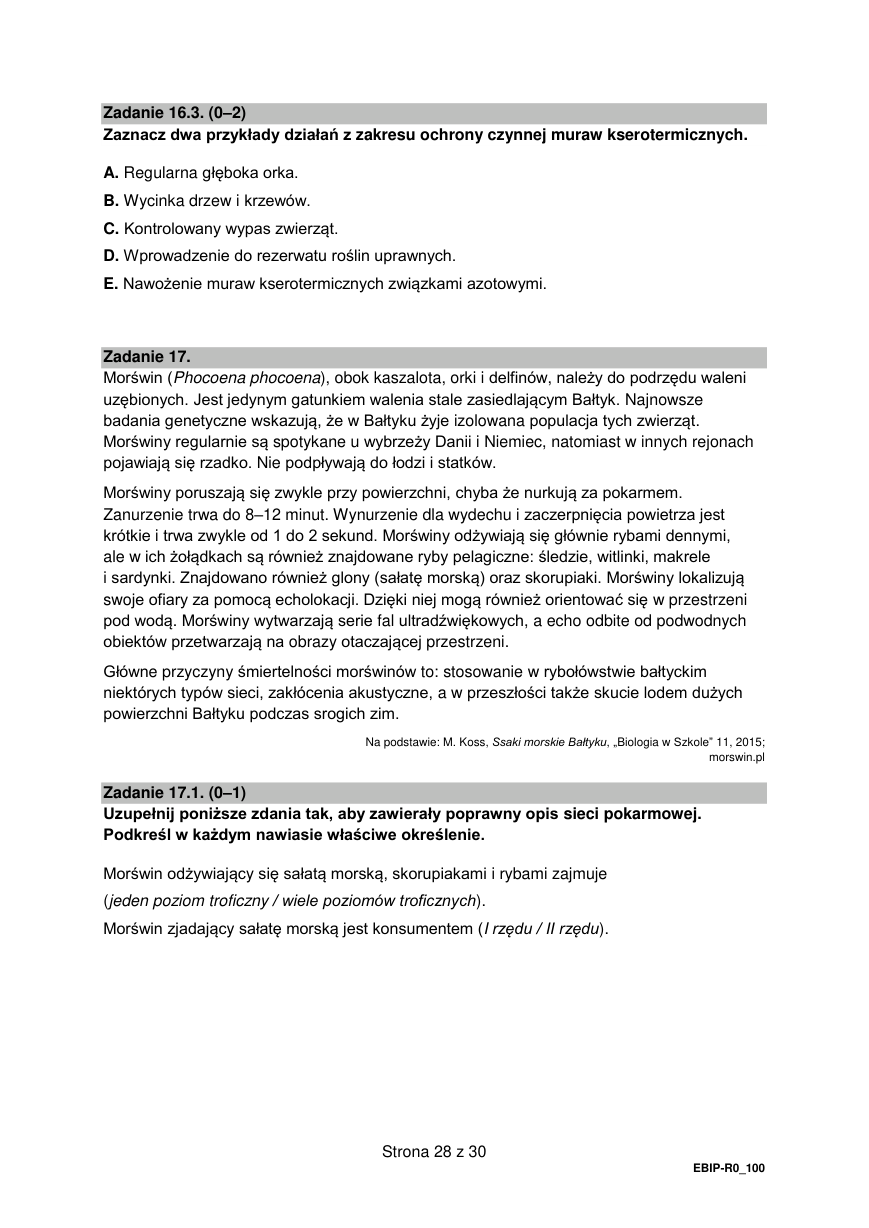 Zadanie 16.3. (0–2)
Zaznacz dwa przykłady działań z zakresu ochrony czynnej muraw kserotermicznych.
A. Regularna głęboka orka.
B. Wycinka drzew i krzewów.
C. Kontrolowany wypas zwierząt.
D. Wprowadzenie do rezerwatu roślin uprawnych.
E. Nawożenie muraw kserotermicznych związkami azotowymi.
Zadanie 17.
Morświn (Phocoena phocoena), obok kaszalota, orki i delfinów, należy do podrzędu waleni
uzębionych. Jest jedynym gatunkiem walenia stale zasiedlającym Bałtyk. Najnowsze
badania genetyczne wskazują, że w Bałtyku żyje izolowana populacja tych zwierząt.
Morświny regularnie są spotykane u wybrzeży Danii i Niemiec, natomiast w innych rejonach
pojawiają się rzadko. Nie podpływają do łodzi i statków.
Morświny poruszają się zwykle przy powierzchni, chyba że nurkują za pokarmem.
Zanurzenie trwa do 8–12 minut. Wynurzenie dla wydechu i zaczerpnięcia powietrza jest
krótkie i trwa zwykle od 1 do 2 sekund. Morświny odżywiają się głównie rybami dennymi,
ale w ich żołądkach są również znajdowane ryby pelagiczne: śledzie, witlinki, makrele
i sardynki. Znajdowano również glony (sałatę morską) oraz skorupiaki. Morświny lokalizują
swoje ofiary za pomocą echolokacji. Dzięki niej mogą również orientować się w przestrzeni
pod wodą. Morświny wytwarzają serie fal ultradźwiękowych, a echo odbite od podwodnych
obiektów przetwarzają na obrazy otaczającej przestrzeni.
Główne przyczyny śmiertelności morświnów to: stosowanie w rybołówstwie bałtyckim
niektórych typów sieci, zakłócenia akustyczne, a w przeszłości także skucie lodem dużych
powierzchni Bałtyku podczas srogich zim.
Na podstawie: M. Koss, Ssaki morskie Bałtyku, „Biologia w Szkole” 11, 2015;
morswin.pl
Zadanie 17.1. (0–1)
Uzupełnij poniższe zdania tak, aby zawierały poprawny opis sieci pokarmowej.
Podkreśl w każdym nawiasie właściwe określenie.
Morświn odżywiający się sałatą morską, skorupiakami i rybami zajmuje
(jeden poziom troficzny / wiele poziomów troficznych).
Morświn zjadający sałatę morską jest konsumentem (I rzędu / II rzędu).
Strona 28 z 30
EBIP-R0_100